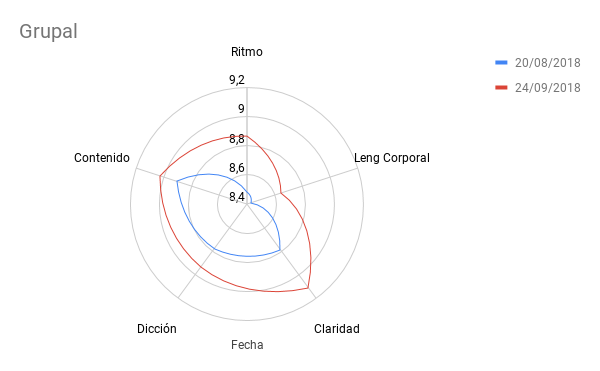 Grupal
Ritmo
20/08/2018
24/09/2018
9,2
9
8,8
8,6
8,4
Contenido
Leng Corporal
Dicción
Claridad
Fecha